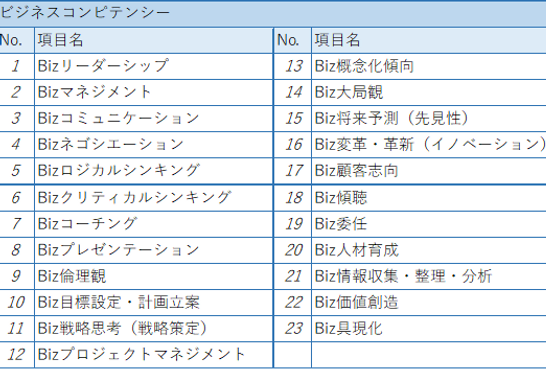 ビジネスコンピテンシー
No. 項目名 No. 項目名
1 Bizリーダーシップ 13 Biz概念化傾向
2 Bizマネジメント 14 Biz大局観
3 Bizコミュニケーション 15 Biz将来予測（先見性）
4 Bizネゴシエーション 16 Biz変革・革新（イノベーション）
5 Bizロジカルシンキング 17 Biz顧客志向
6 Bizクリティカルシンキング 18 Biz傾聴
7 Bizコーチング 19 Biz委任
8 Bizプレゼンテーション 20 Biz人材育成
9 Biz倫理観 21 Biz情報収集・整理・分析
10 Biz目標設定・計画立案 22 Biz価値創造
11 Biz戦略思考（戦略策定） 23 Biz具現化
12 Bizプロジェクトマネジメント